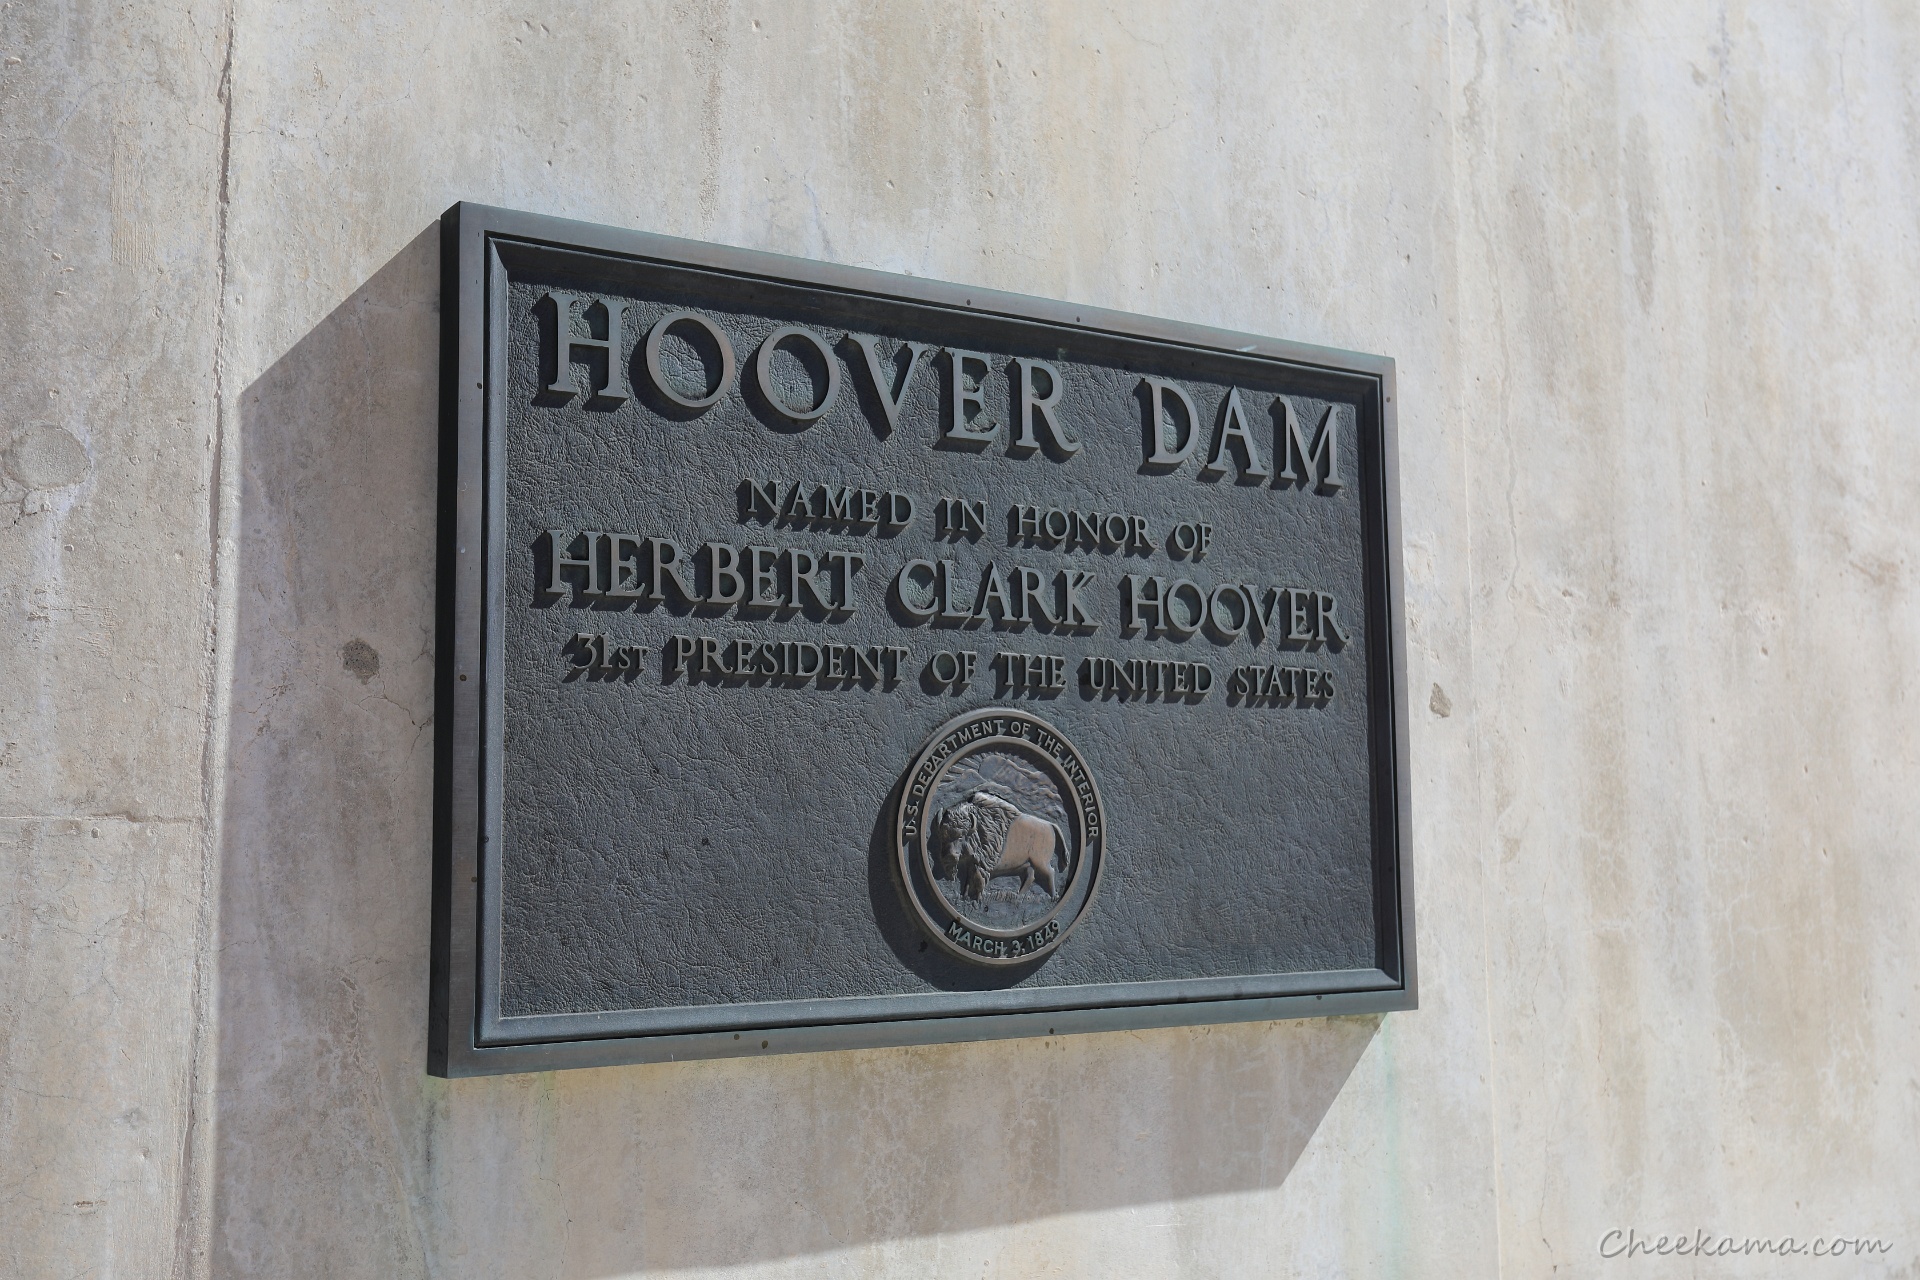 HOOVER DAM
NAMED IN HONOR OF
HERBERT CLARK HOOVER
31ST PRESIDENT OF THE UNITED STATES
U.S. DEPARTMENT OF THE INTERIOR
MARCH 3, 1849
Cheekama.com